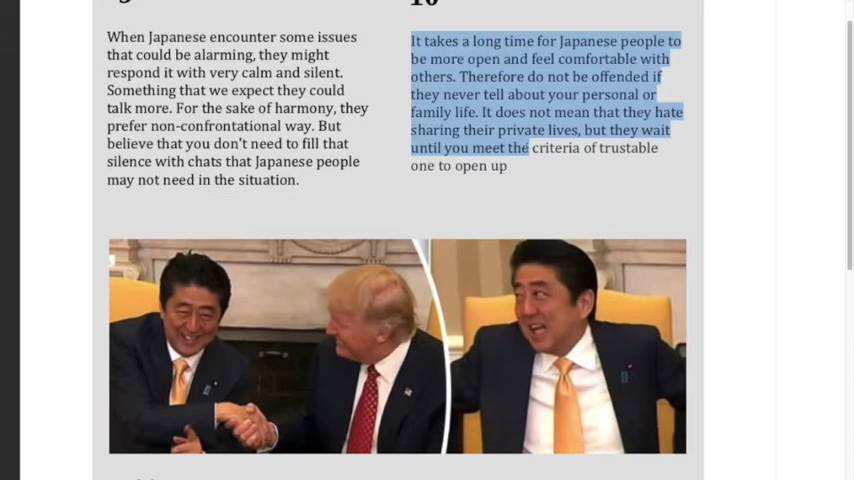 10
When Japanese encounter some issues
that could be alarming, they might
respond it with very calm and silent.
Something that we expect they could
talk more. For the sake of harmony, they
prefer non-confrontational way. But
believe that you don't need to fill that
silence with chats that Japanese people
may not need in the situation.
It takes a long time for Japanese people to
be more open and feel comfortable with
others. Therefore do not be offended if
they never tell about your personal or
family life. It does not mean that they hate
sharing their private lives, but they wait
until you meet the criteria of trustable
one to open up